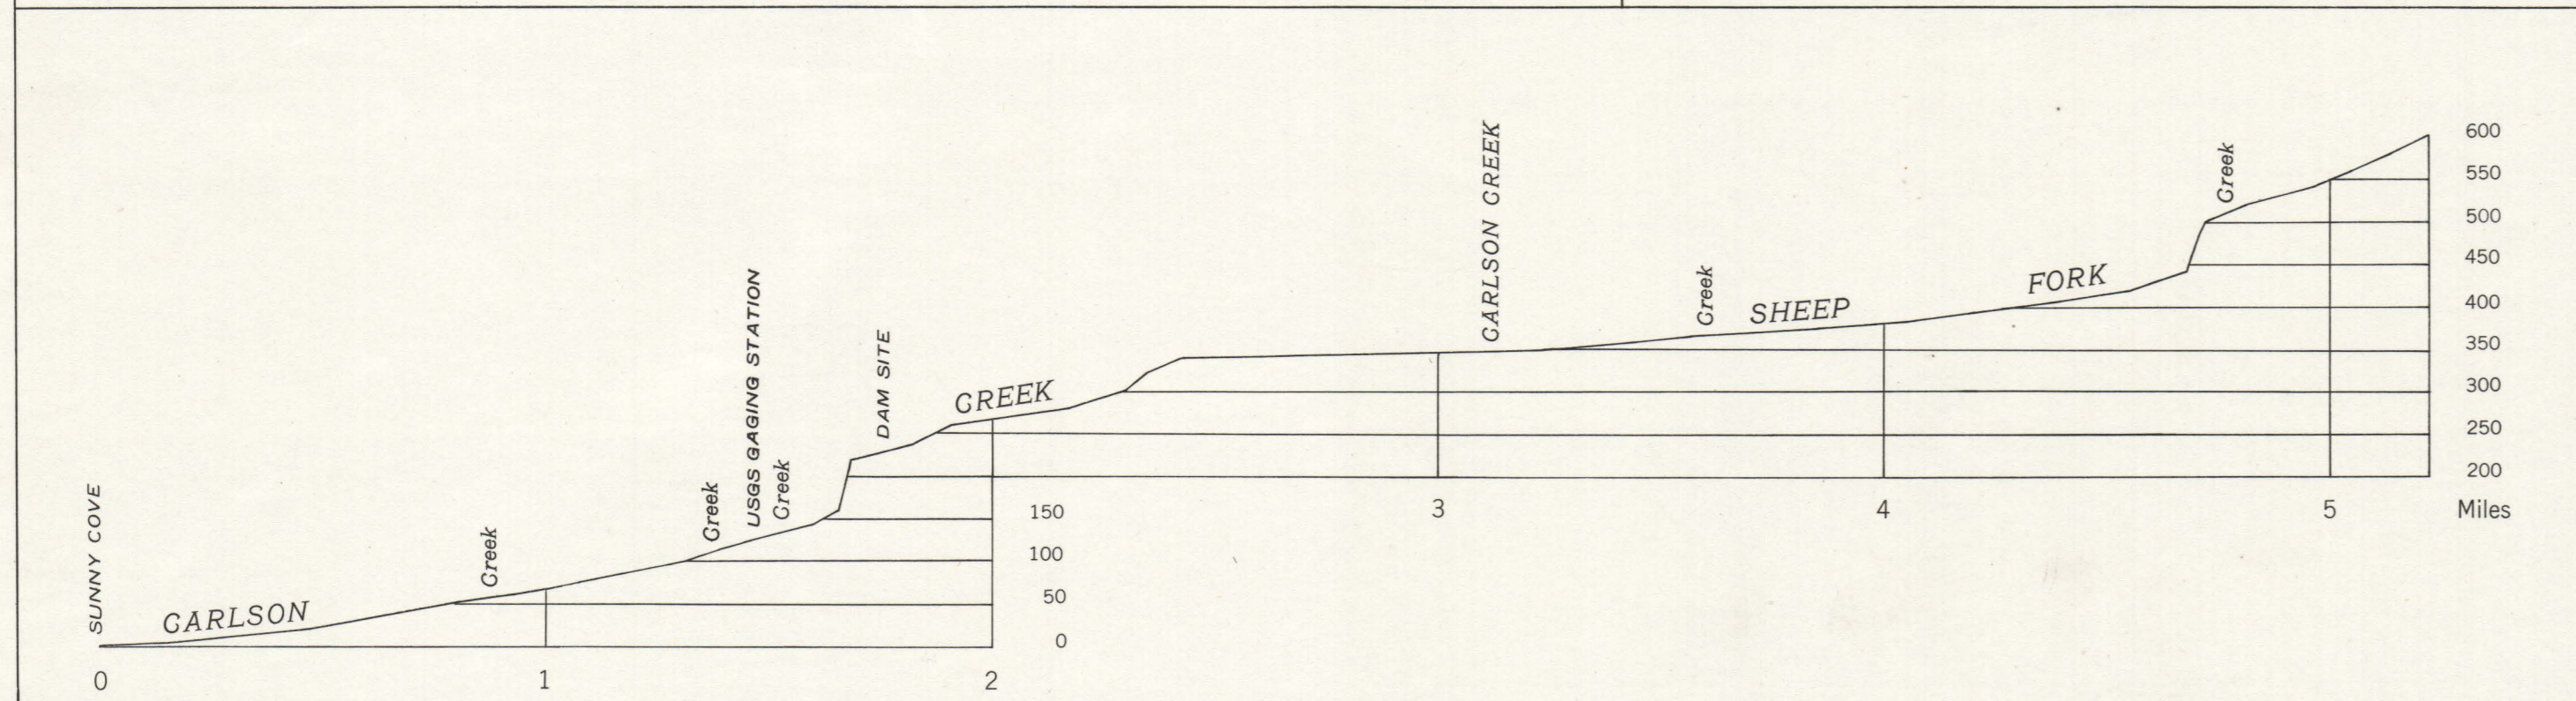 SUNNY COVE
CARLSON
Creek
Creek
USGS GAGING STATION
Creek
DAM SITE
CREEK
CARLSON CREEK
Creek
SHEEP
FORK
Creek
600
550
500
450
400
350
300
250
200
150
100
50
0
3
4
5
Miles
0
1
2